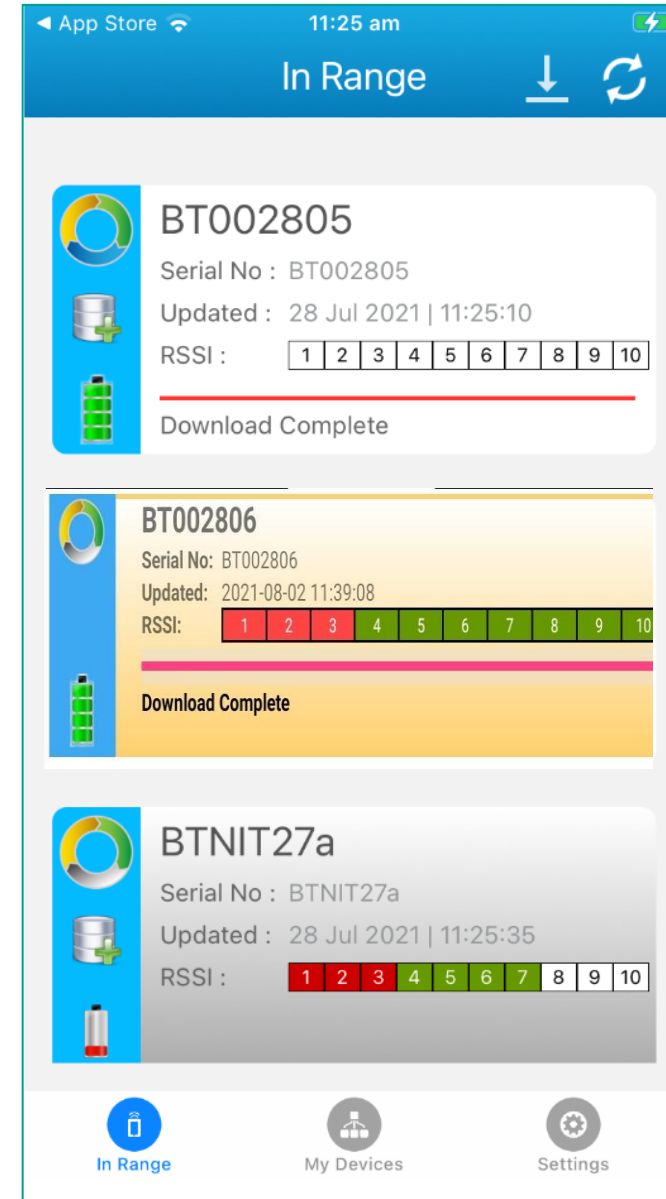 ◄ App Store 11:25 am
In Range
BT002805
Serial No : BT002805
Updated : 28 Jul 2021 | 11:25:10
RSSI : 1 2 3 4 5 6 7 8 9 10
Download Complete
BT002806
Serial No: BT002806
Updated: 2021-08-02 11:39:08
RSSI: 1 2 3 4 5 6 7 8 9 10
Download Complete
BTNIT27a
Serial No : BTNIT27a
Updated : 28 Jul 2021 | 11:25:35
RSSI : 1 2 3 4 5 6 7 8 9 10
In Range My Devices Settings